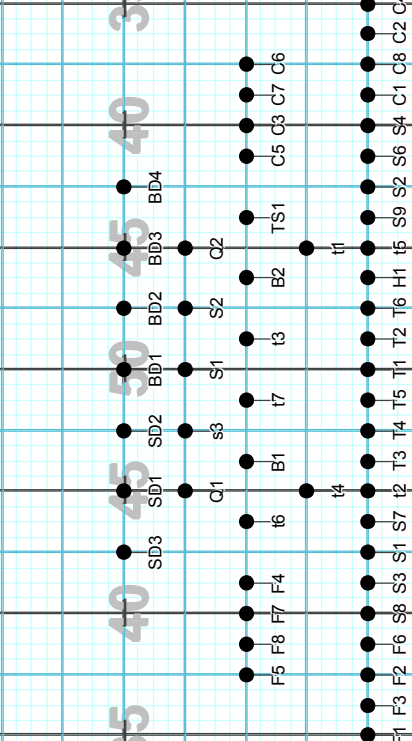 40 45 50 45 40 3
SD3 SD1 SD2 BD1 BD2 BD3 BD4
Q1 s3 S1 S2 Q2
F5 F8 F7 F4 t6 B1 t7 t3 B2 TS1 C5 C3 C7 C6
t4 t1
F1 F3 F2 F6 S8 S3 S1 S7 t2 T3 T4 T5 T1 T2 T6 H1 t5 S9 S2 S6 S4 C1 C8 C2